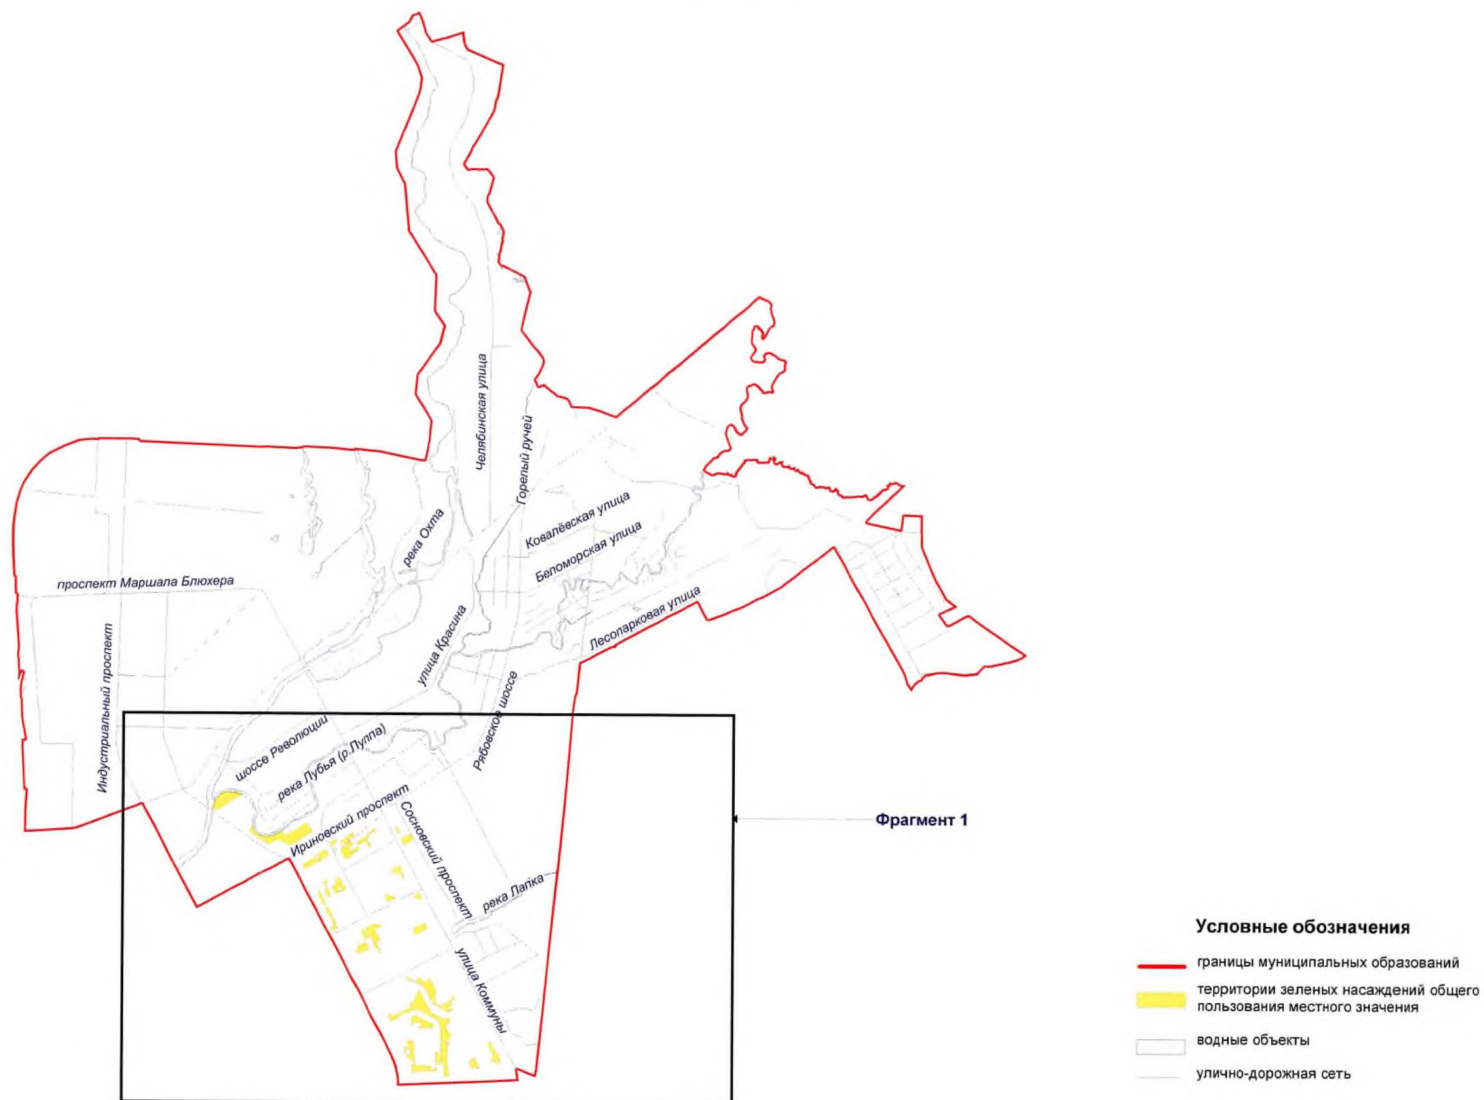 Челябинская улица
Горелый ручей
Ковалёвская улица
река Охта
Беломорская улица
проспект Маршала Блюхера
Лесопарковая улица
улица Красина
Индустриальный проспект
Рябовское шоссе
шоссе Революции
река Лубья (р.Луппа)
Ириновский проспект
Сосновский проспект
Фрагмент 1
река Лапка
улица Коммуны
Условные обозначения
границы муниципальных образований
территории зеленых насаждений общего
пользования местного значения
водные объекты
улично-дорожная сеть